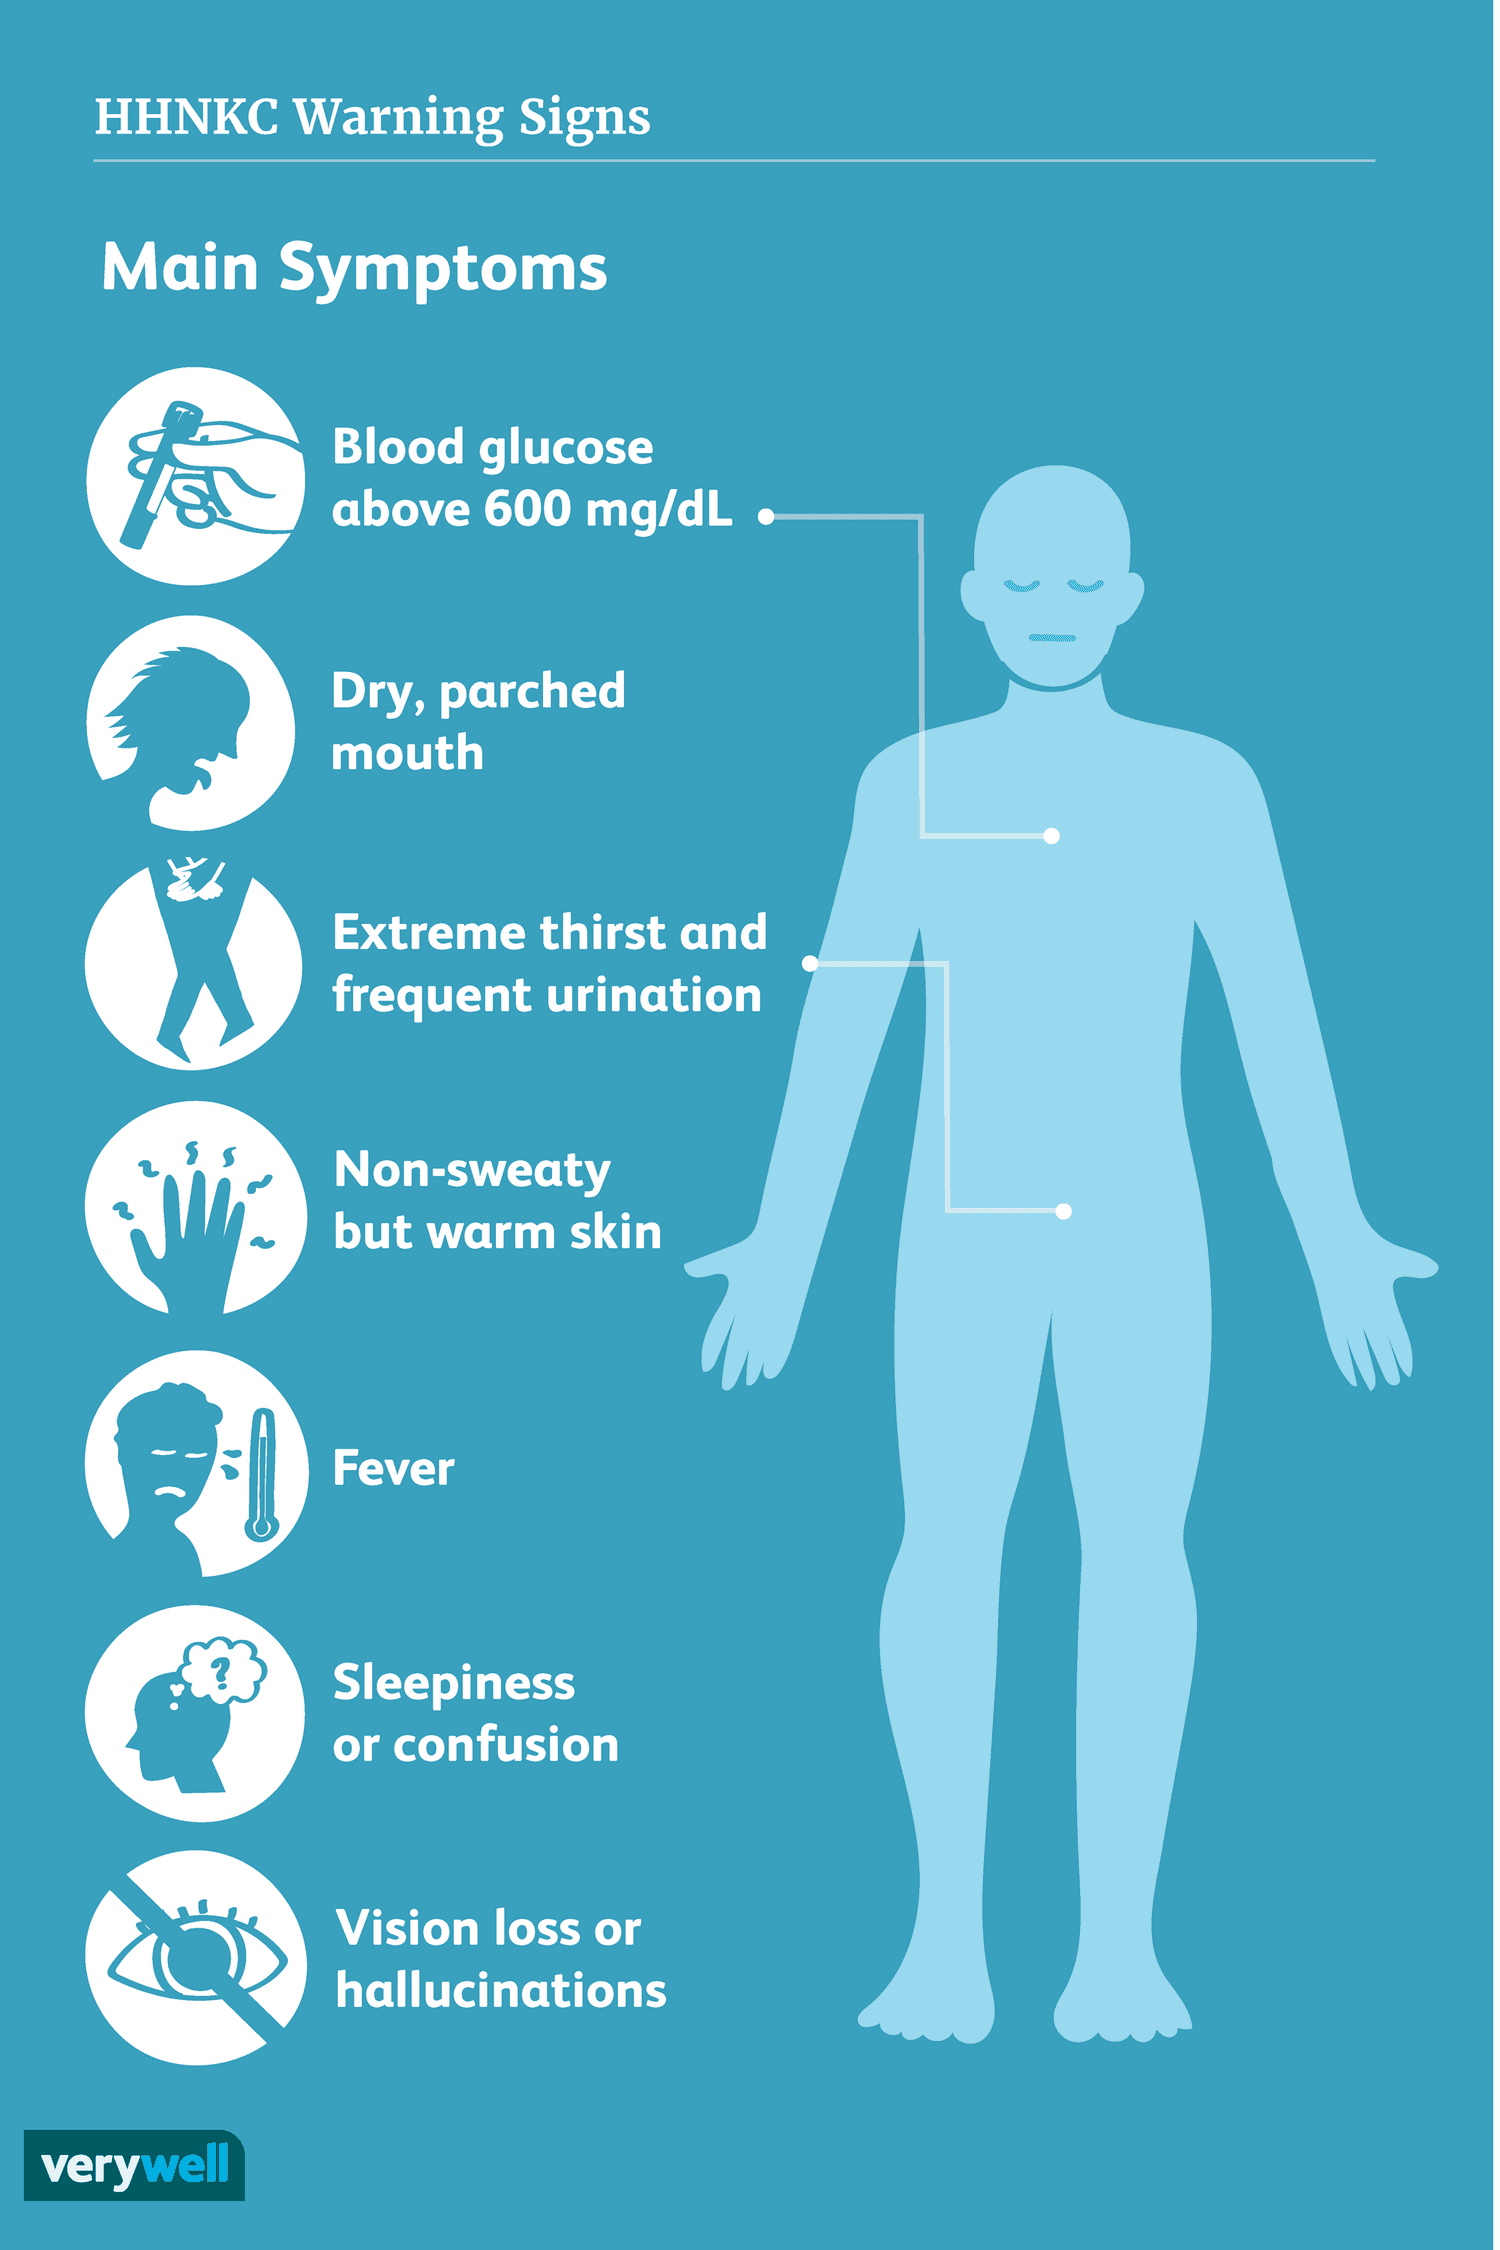 HHNKC Warning Signs
Main Symptoms
Blood glucose
above 600 mg/dL
Dry, parched
mouth
Extreme thirst and
frequent urination
Non-sweaty
but warm skin
Fever
?
Sleepiness
or confusion
Vision loss or
hallucinations
verywell